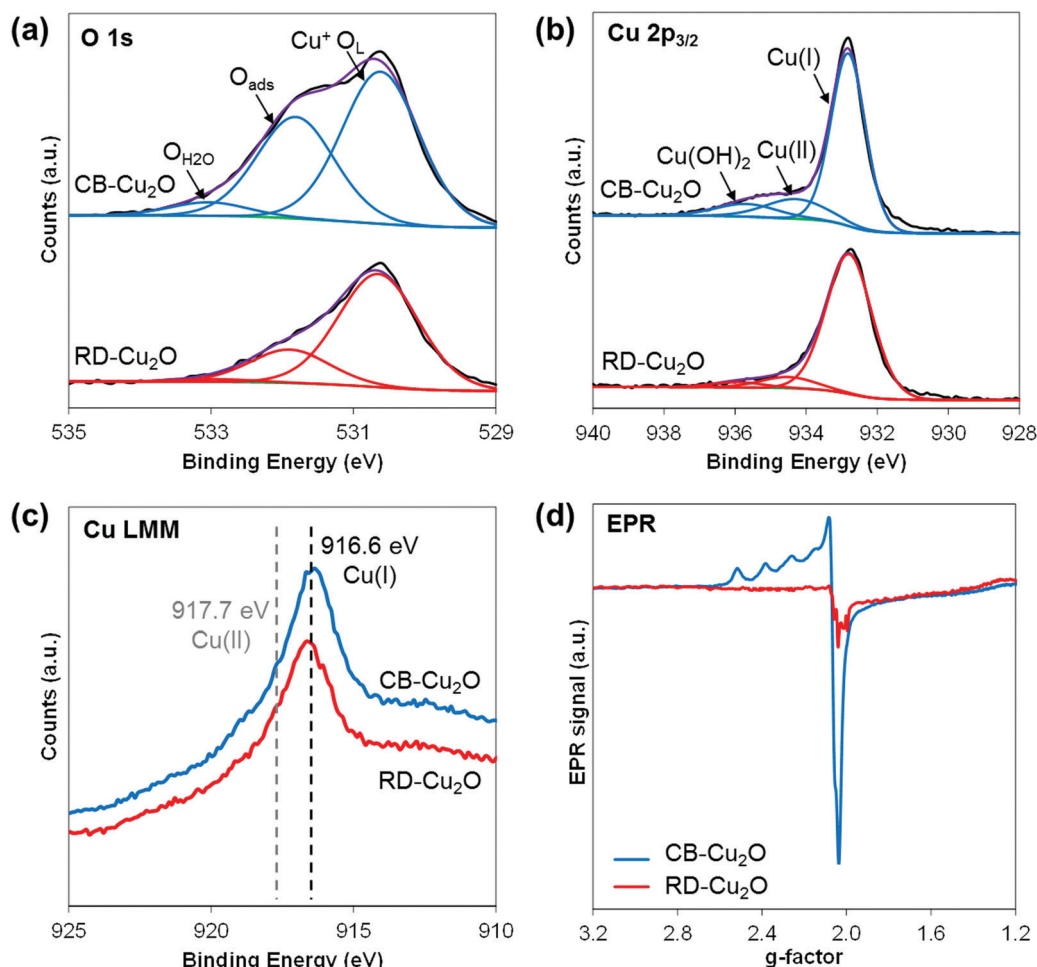 (a) O 1s
Cu⁺ O_L
O_ads
O_H2O
CB-Cu₂O
RD-Cu₂O
Counts (a.u.)
535 533 531 529
Binding Energy (eV)
(b) Cu 2p₃/₂
Cu(I)
Cu(II)
Cu(OH)₂
CB-Cu₂O
RD-Cu₂O
Counts (a.u.)
940 938 936 934 932 930 928
Binding Energy (eV)
(c) Cu LMM
916.6 eV
Cu(I)
917.7 eV
Cu(II)
CB-Cu₂O
RD-Cu₂O
Counts (a.u.)
925 920 915 910
Binding Energy (eV)
(d) EPR
EPR signal (a.u.)
CB-Cu₂O
RD-Cu₂O
3.2 2.8 2.4 2.0 1.6 1.2
g-factor